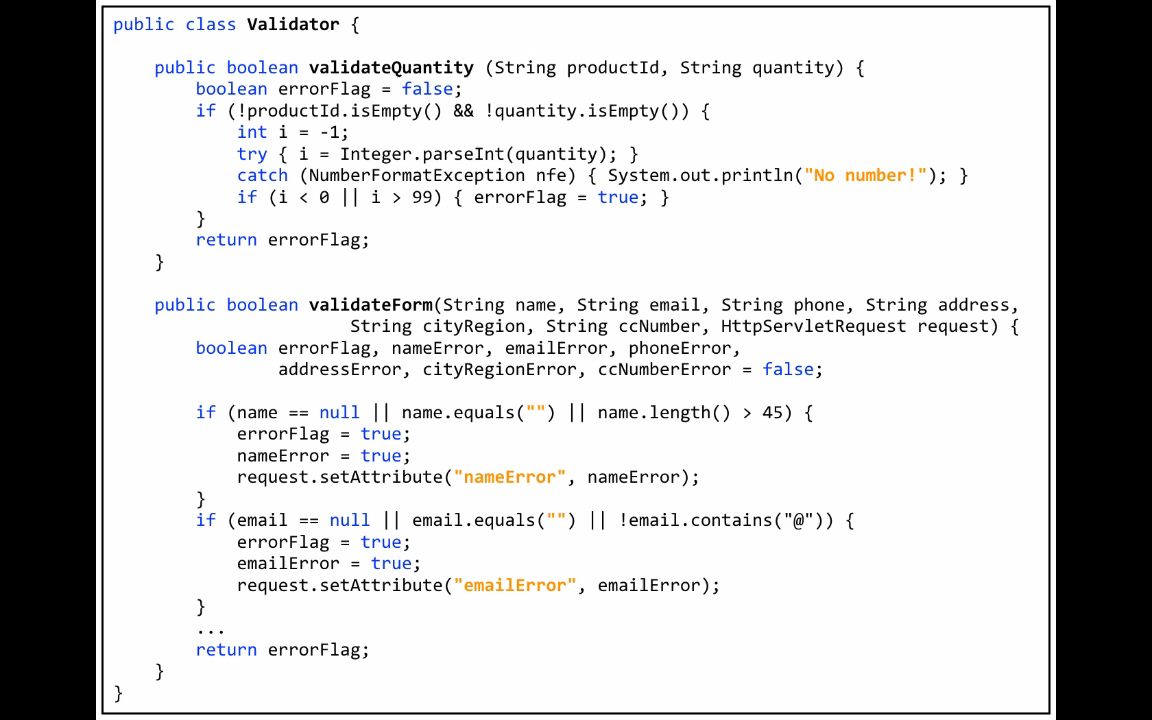 public class Validator {
public boolean validateQuantity (String productId, String quantity) {
boolean errorFlag = false;
if (!productId.isEmpty() && !quantity.isEmpty()) {
int i = -1;
try { i = Integer.parseInt(quantity); }
catch (NumberFormatException nfe) { System.out.println("No number!"); }
if (i < 0 || i > 99) { errorFlag = true; }
}
return errorFlag;
}
public boolean validateForm(String name, String email, String phone, String address,
String cityRegion, String ccNumber, HttpServletRequest request) {
boolean errorFlag, nameError, emailError, phoneError,
addressError, cityRegionError, ccNumberError = false;
if (name == null || name.equals("") || name.length() > 45) {
errorFlag = true;
nameError = true;
request.setAttribute("nameError", nameError);
}
if (email == null || email.equals("") || !email.contains("@")) {
errorFlag = true;
emailError = true;
request.setAttribute("emailError", emailError);
}
...
return errorFlag;
}
}